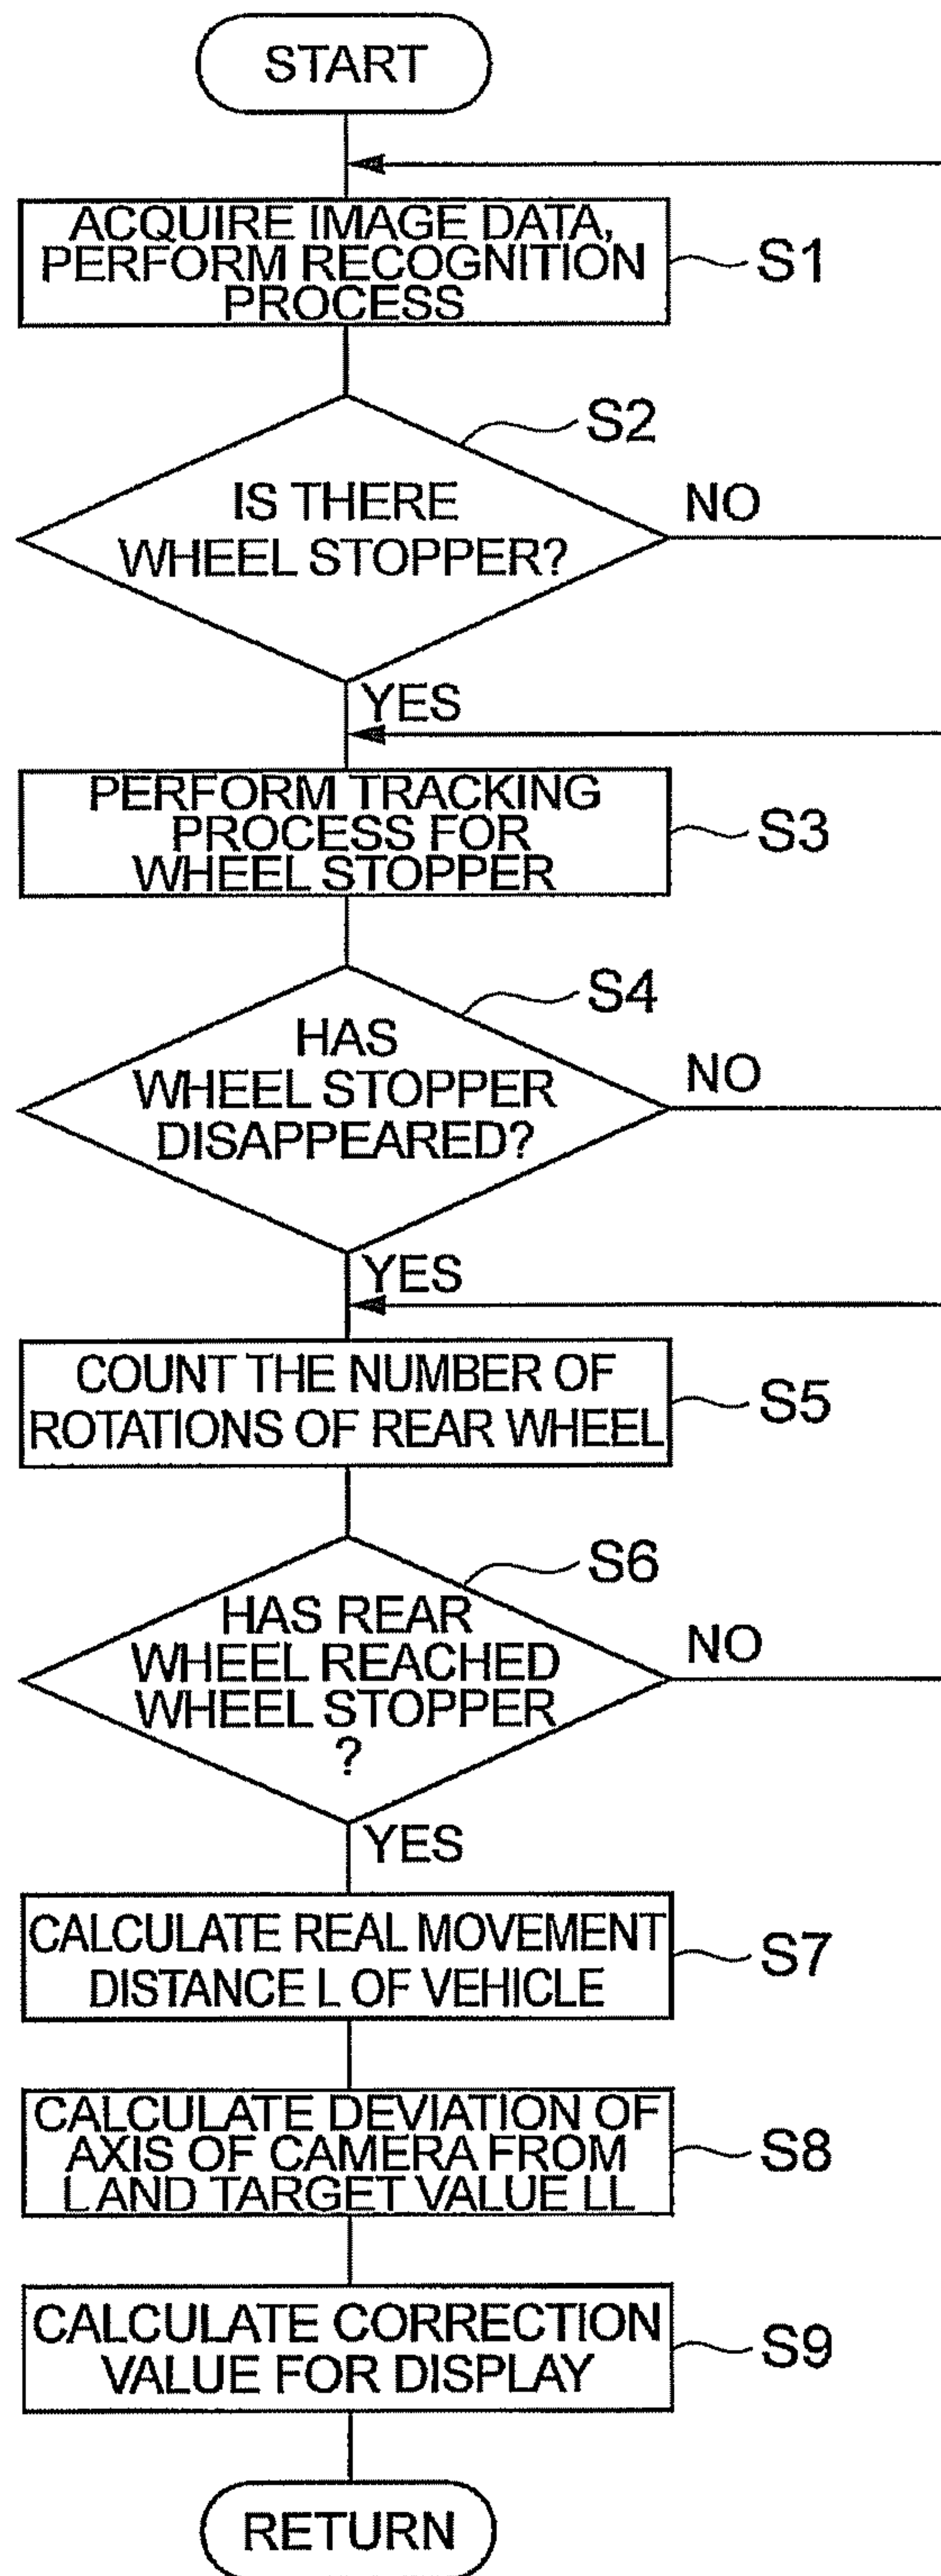 START
ACQUIRE IMAGE DATA,
PERFORM RECOGNITION
PROCESS
S1
S2
IS THERE
WHEEL STOPPER?
NO
YES
PERFORM TRACKING
PROCESS FOR
WHEEL STOPPER
S3
S4
HAS
WHEEL STOPPER
DISAPPEARED?
NO
YES
COUNT THE NUMBER OF
ROTATIONS OF REAR WHEEL
S5
S6
HAS REAR
WHEEL REACHED
WHEEL STOPPER
?
NO
YES
CALCULATE REAL MOVEMENT
DISTANCE L OF VEHICLE
S7
CALCULATE DEVIATION OF
AXIS OF CAMERA FROM
L AND TARGET VALUE LL
S8
CALCULATE CORRECTION
VALUE FOR DISPLAY
S9
RETURN